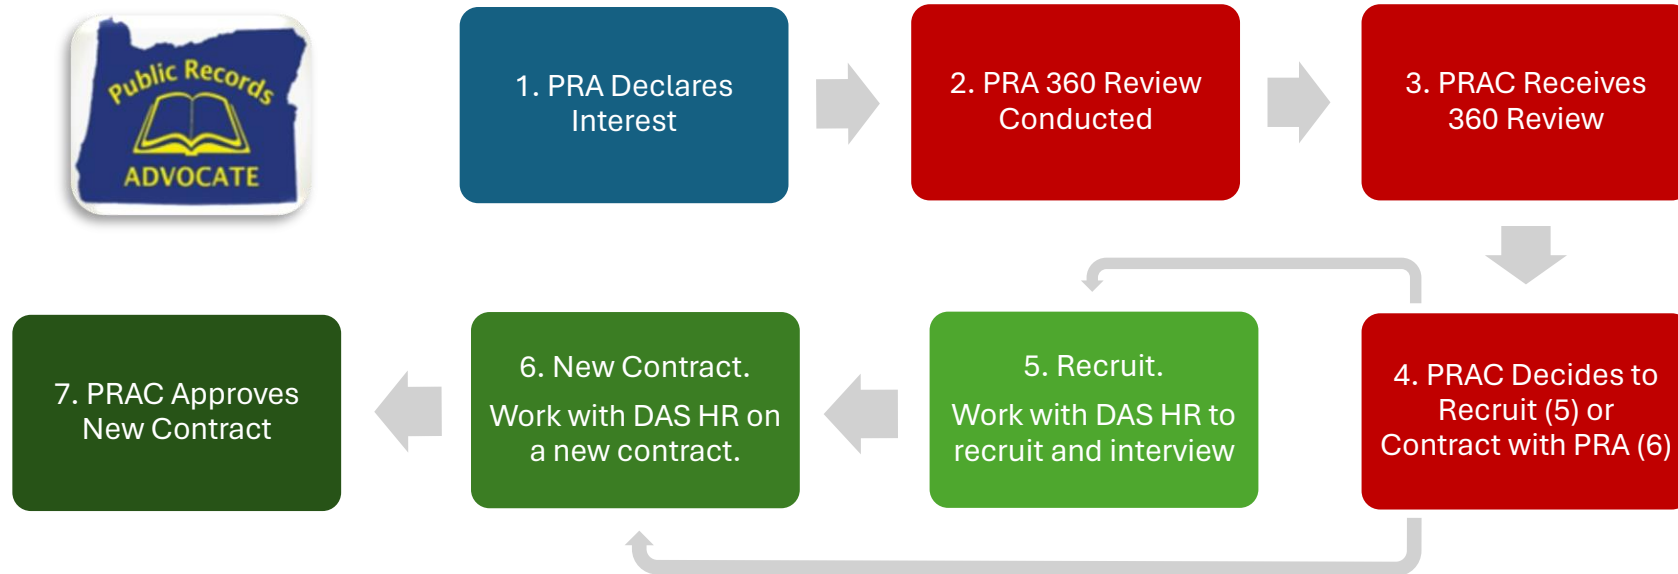 Public Records
ADVOCATE
1. PRA Declares
Interest
2. PRA 360 Review
Conducted
3. PRAC Receives
360 Review
4. PRAC Decides to
Recruit (5) or
Contract with PRA (6)
5. Recruit.
Work with DAS HR to
recruit and interview
6. New Contract.
Work with DAS HR on
a new contract.
7. PRAC Approves
New Contract